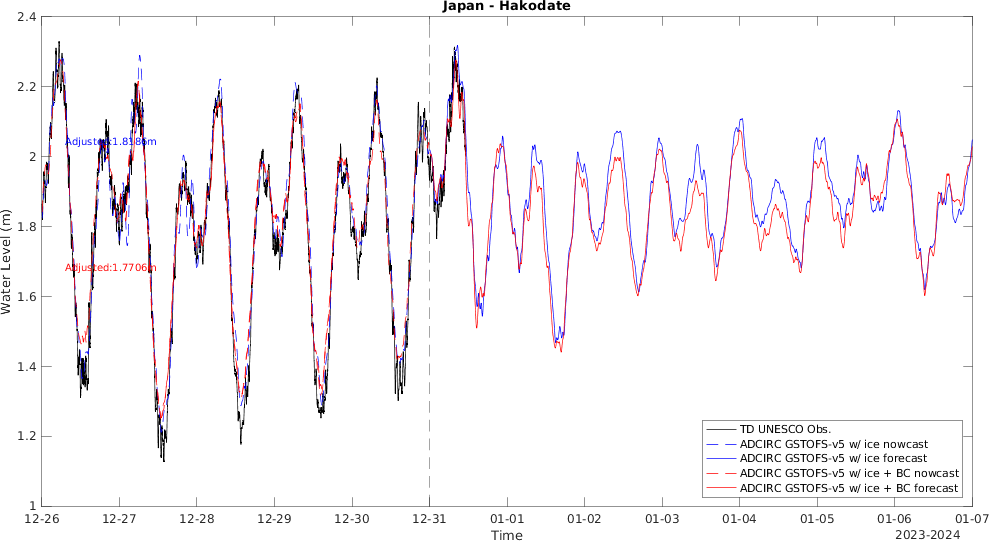 Japan - Hakodate
2.4
2.2
2
1.8
1.6
1.4
1.2
1
Water Level (m)
Adjusted:1.8186m
Adjusted:1.7706m
TD UNESCO Obs.
ADCIRC GSTOFS-v5 w/ ice nowcast
ADCIRC GSTOFS-v5 w/ ice forecast
ADCIRC GSTOFS-v5 w/ ice + BC nowcast
ADCIRC GSTOFS-v5 w/ ice + BC forecast
12-26 12-27 12-28 12-29 12-30 12-31 01-01 01-02 01-03 01-04 01-05 01-06 01-07
Time
2023-2024